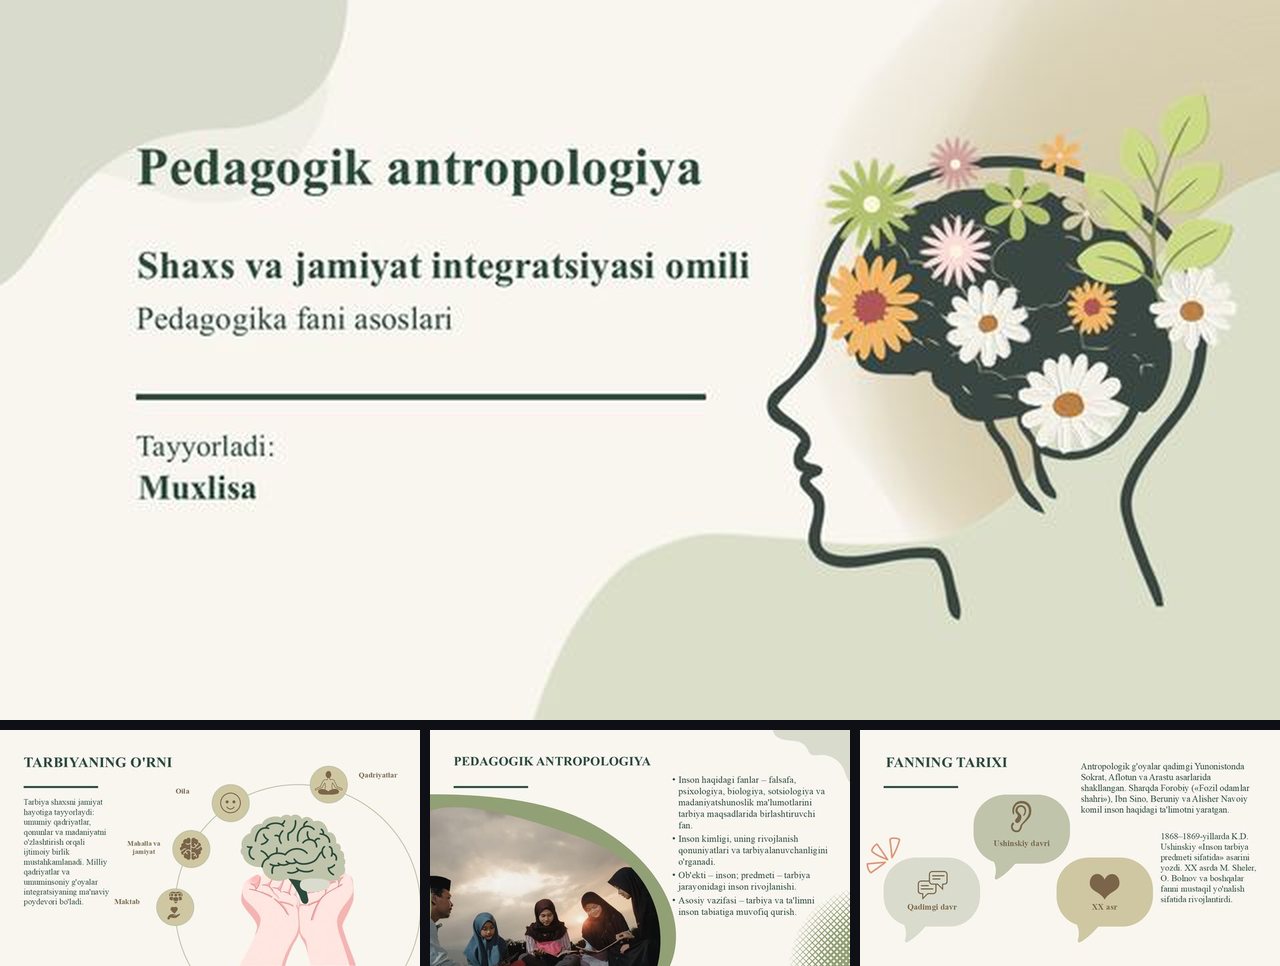 Pedagogik antropologiya
Shaxs va jamiyat integratsiyasi omili
Pedagogika fani asoslari
Tayyorladi:
Muxlisa
TARBIYANING O'RNI
Tarbiya shaxsni jamiyat
hayotiga tayyorlaydi:
umumiy qadriyatlar,
qonunlar va madaniyatni
o'zlashtirish orqali
ijtimoiy birlik
mustahkamlanadi. Milliy
qadriyatlar va
umuminsoniy g'oyalar
integratsiyaning ma'naviy
poydevori bo'ladi.
Qadriyatlar
Oila
Mahalla va
jamiyat
Maktab
PEDAGOGIK ANTROPOLOGIYA
• Inson haqidagi fanlar – falsafa,
psixologiya, biologiya, sotsiologiya va
madaniyatshunoslik ma'lumotlarini
tarbiya maqsadlarida birlashtiruvchi
fan.
• Inson kimligi, uning rivojlanish
qonuniyatlari va tarbiyalanuvchanligini
o'rganadi.
• Ob'ekti – inson; predmeti – tarbiya
jarayonidagi inson rivojlanishi.
• Asosiy vazifasi – tarbiya va ta'limni
inson tabiatiga muvofiq qurish.
FANNING TARIXI
Antropologik g'oyalar qadimgi Yunonistonda
Sokrat, Aflotun va Arastu asarlarida
shakllangan. Sharqda Forobiy («Fozil odamlar
shahri»), Ibn Sino, Beruniy va Alisher Navoiy
komil inson haqidagi ta'limotni yaratgan.
1868–1869-yillarda K.D.
Ushinskiy «Inson tarbiya
predmeti sifatida» asarini
yozdi. XX asrda M. Sheler,
O. Bolnov va boshqalar
fanni mustaqil yo'nalish
sifatida rivojlantirdi.
Ushinskiy davri
Qadimgi davr
XX asr